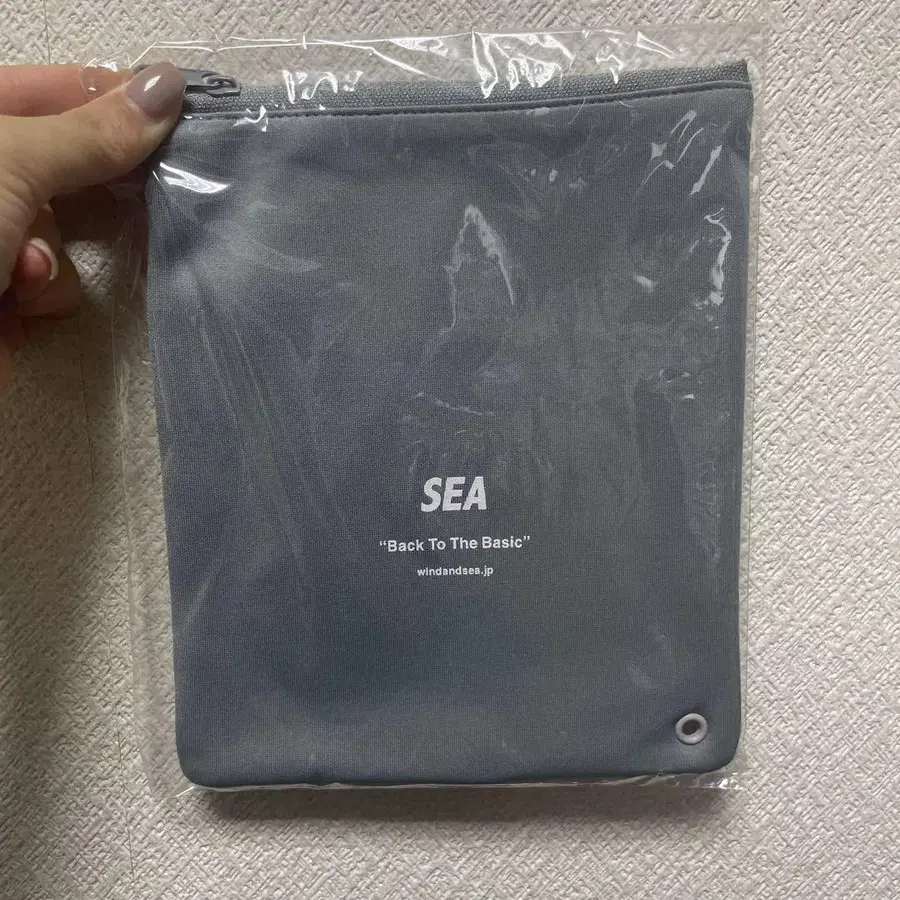 SEA
“Back To The Basic”
windandsea.jp